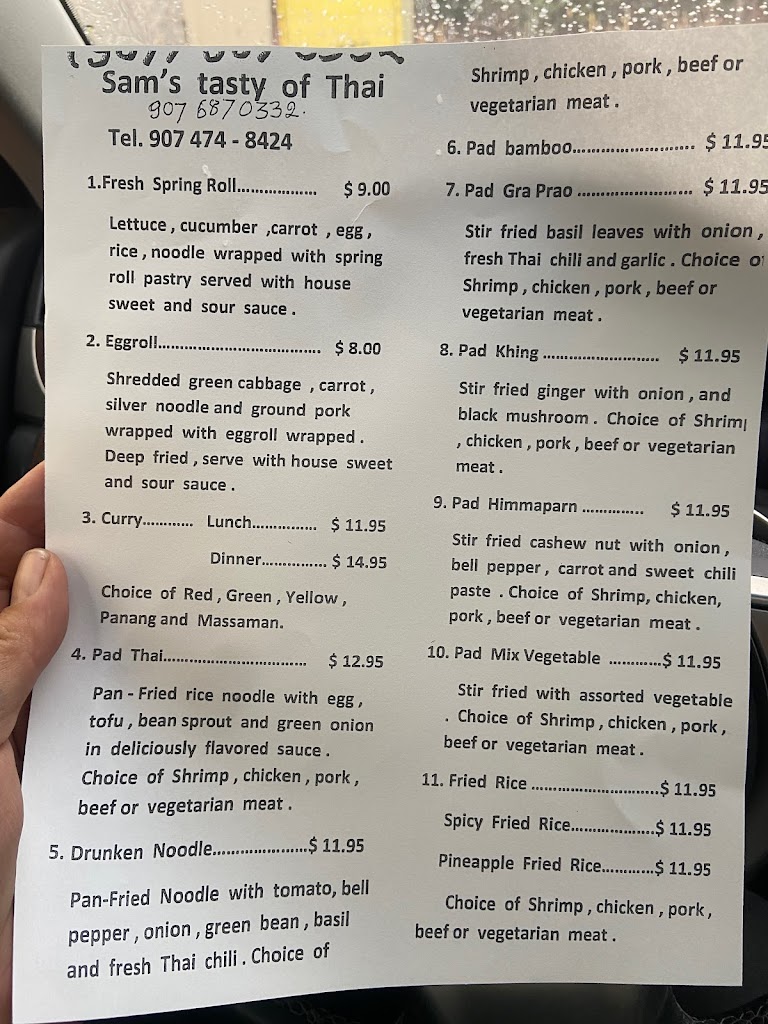 Sam's tasty of Thai
907 6870332.
Tel. 907 474 - 8424
1.Fresh Spring Roll.................. $ 9.00
Lettuce , cucumber ,carrot , egg ,
rice , noodle wrapped with spring
roll pastry served with house
sweet and sour sauce .
2. Eggroll..................................... $ 8.00
Shredded green cabbage , carrot ,
silver noodle and ground pork
wrapped with eggroll wrapped .
Deep fried , serve with house sweet
and sour sauce .
3. Curry............ Lunch............... $ 11.95
Dinner............... $ 14.95
Choice of Red , Green , Yellow ,
Panang and Massaman.
4. Pad Thai................................. $ 12.95
Pan - Fried rice noodle with egg ,
tofu , bean sprout and green onion
in deliciously flavored sauce .
Choice of Shrimp , chicken , pork ,
beef or vegetarian meat .
5. Drunken Noodle......................$ 11.95
Pan-Fried Noodle with tomato, bell
pepper , onion , green bean , basil
and fresh Thai chili . Choice of
Shrimp , chicken , pork , beef or
vegetarian meat .
6. Pad bamboo............................ $ 11.95
7. Pad Gra Prao .......................... $ 11.95
Stir fried basil leaves with onion ,
fresh Thai chili and garlic . Choice of
Shrimp , chicken , pork , beef or
vegetarian meat .
8. Pad Khing ........................... $ 11.95
Stir fried ginger with onion , and
black mushroom . Choice of Shrimp
, chicken , pork , beef or vegetarian
meat .
9. Pad Himmaparn .............. $ 11.95
Stir fried cashew nut with onion ,
bell pepper , carrot and sweet chili
paste . Choice of Shrimp, chicken,
pork , beef or vegetarian meat .
10. Pad Mix Vegetable ............$ 11.95
Stir fried with assorted vegetable
. Choice of Shrimp , chicken , pork ,
beef or vegetarian meat .
11. Fried Rice .............................$ 11.95
Spicy Fried Rice...................$ 11.95
Pineapple Fried Rice............$ 11.95
Choice of Shrimp , chicken , pork ,
beef or vegetarian meat .